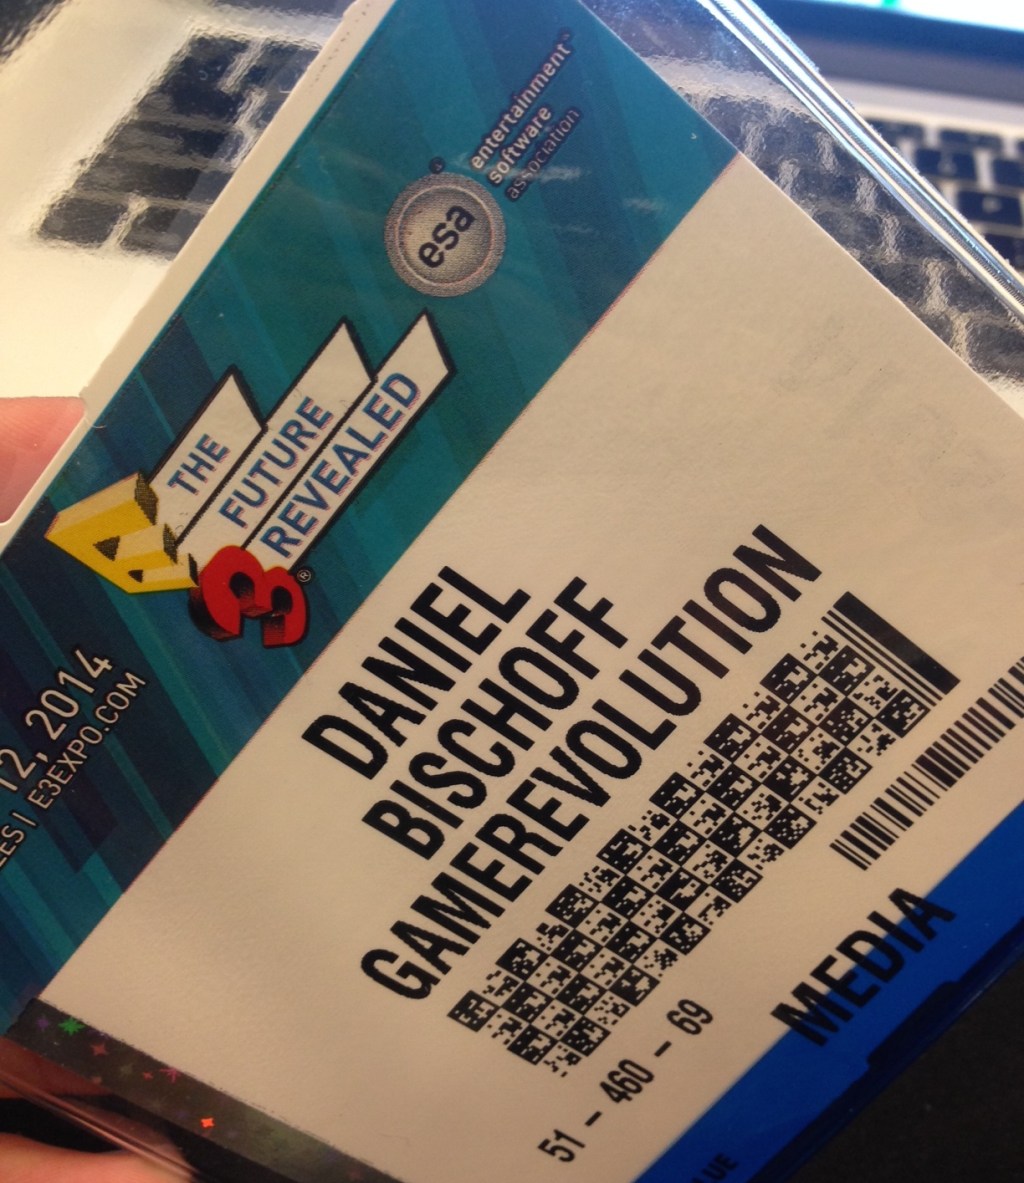 esa
entertainment
software
association
E3
THE
FUTURE
REVEALED
12, 2014
E3EXPO.COM
DANIEL
BISCHOFF
GAMEREVOLUTION
51 - 460 - 69
MEDIA